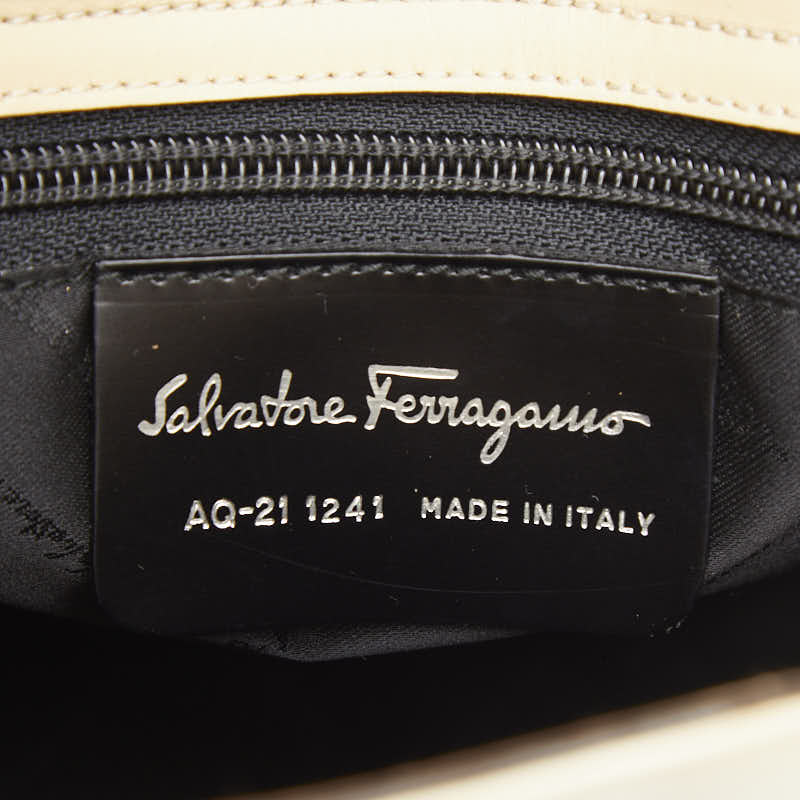 Salvatore Ferragamo
AQ-21 1241 MADE IN ITALY